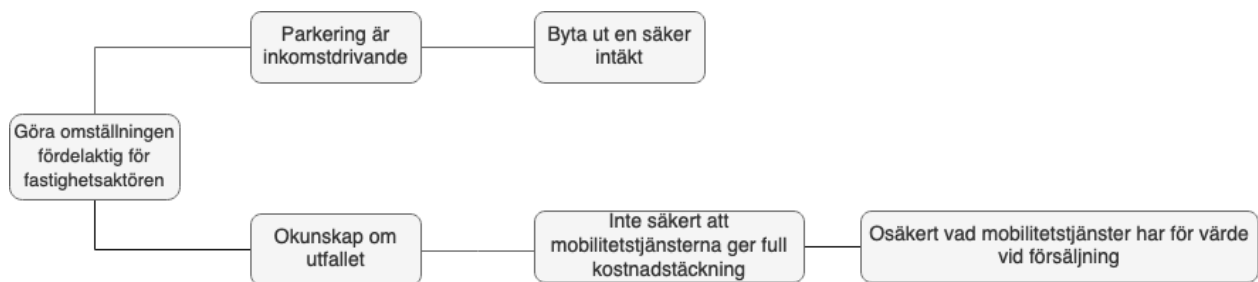 Parkering är
inkomstdrivande
Byta ut en säker
intäkt
Göra omställningen
fördelaktig för
fastighetsaktören
Okunskap om
utfallet
Inte säkert att
mobilitetstjänsterna ger full
kostnadstäckning
Osäkert vad mobilitetstjänster har för värde
vid försäljning